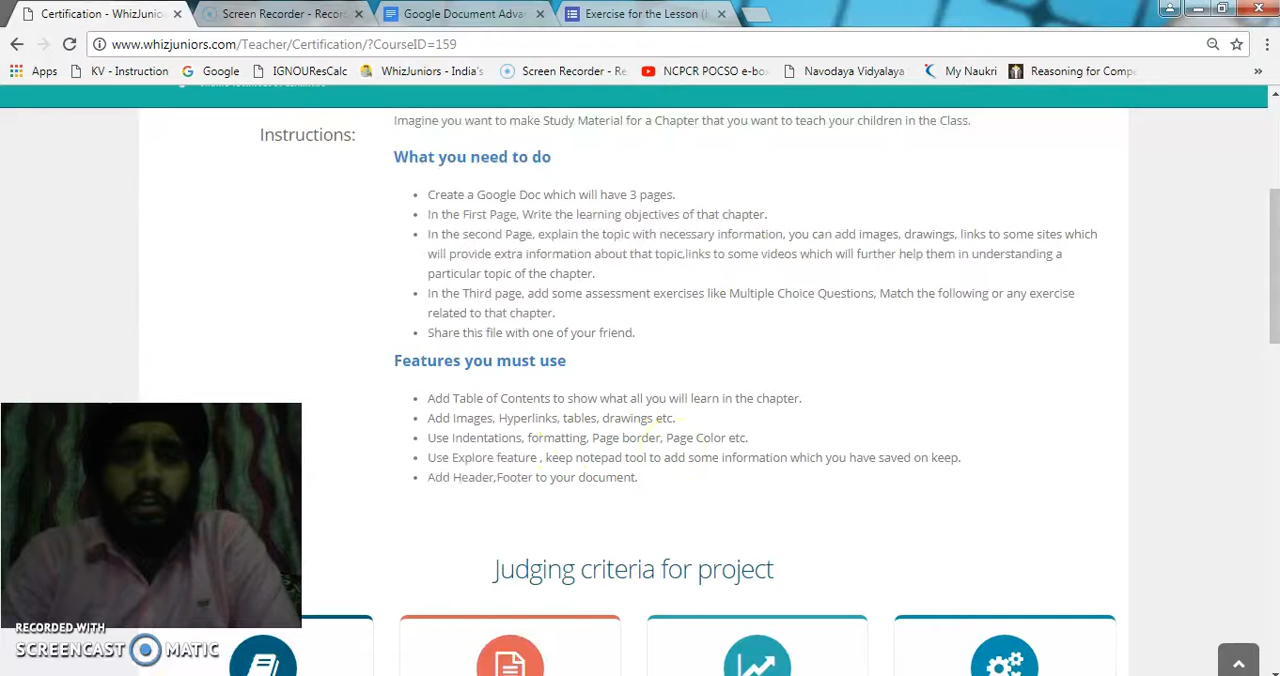 Certification - WhizJunio
Screen Recorder - Recor
Google Document Adva
Exercise for the Lesson (
www.whizjuniors.com/Teacher/Certification/?CourseID=159
Apps KV - Instruction Google IGNOUResCalc WhizJuniors - India's Screen Recorder - Re NCPCR POCSO e-bo Navodaya Vidyalaya My Naukri Reasoning for Compe »
Instructions:
Imagine you want to make Study Material for a Chapter that you want to teach your children in the Class.
What you need to do
• Create a Google Doc which will have 3 pages.
• In the First Page, Write the learning objectives of that chapter.
• In the second Page, explain the topic with necessary information, you can add images, drawings, links to some sites which
will provide extra information about that topic,links to some videos which will further help them in understanding a
particular topic of the chapter.
• In the Third page, add some assessment exercises like Multiple Choice Questions, Match the following or any exercise
related to that chapter.
• Share this file with one of your friend.
Features you must use
• Add Table of Contents to show what all you will learn in the chapter.
• Add Images, Hyperlinks, tables, drawings etc.
• Use Indentations, formatting, Page border, Page Color etc.
• Use Explore feature , keep notepad tool to add some information which you have saved on keep.
• Add Header,Footer to your document.
Judging criteria for project
RECORDED WITH
SCREENCAST MATIC